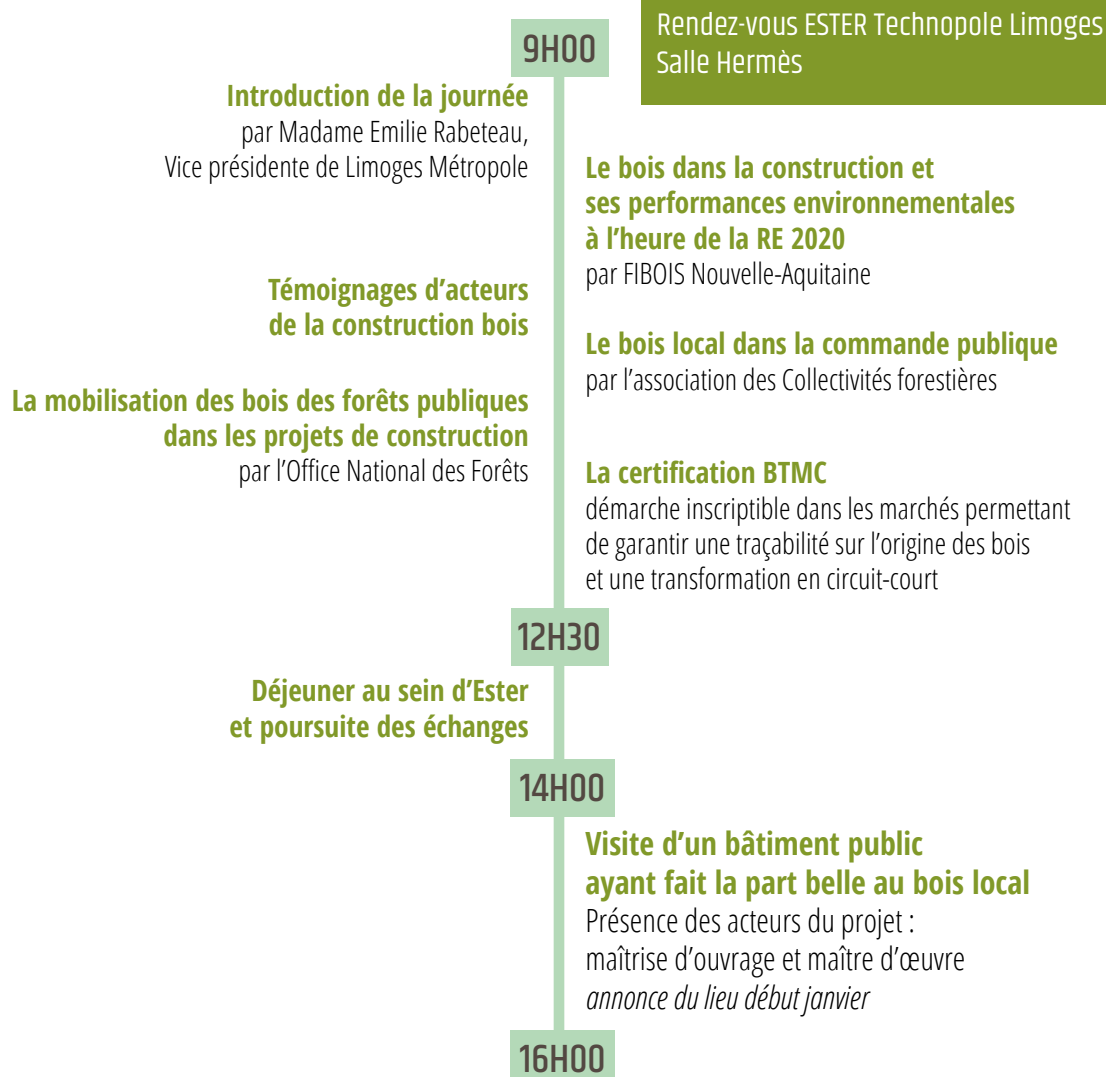 9H00
Rendez-vous ESTER Technopole Limoges
Salle Hermès
Introduction de la journée
par Madame Emilie Rabeteau,
Vice présidente de Limoges Métropole
Le bois dans la construction et
ses performances environnementales
à l’heure de la RE 2020
par FIBOIS Nouvelle-Aquitaine
Témoignages d’acteurs
de la construction bois
Le bois local dans la commande publique
par l’association des Collectivités forestières
La mobilisation des bois des forêts publiques
dans les projets de construction
par l’Office National des Forêts
La certification BTMC
démarche inscriptible dans les marchés permettant
de garantir une traçabilité sur l’origine des bois
et une transformation en circuit-court
12H30
Déjeuner au sein d’Ester
et poursuite des échanges
14H00
Visite d’un bâtiment public
ayant fait la part belle au bois local
Présence des acteurs du projet :
maîtrise d’ouvrage et maître d’œuvre
annonce du lieu début janvier
16H00